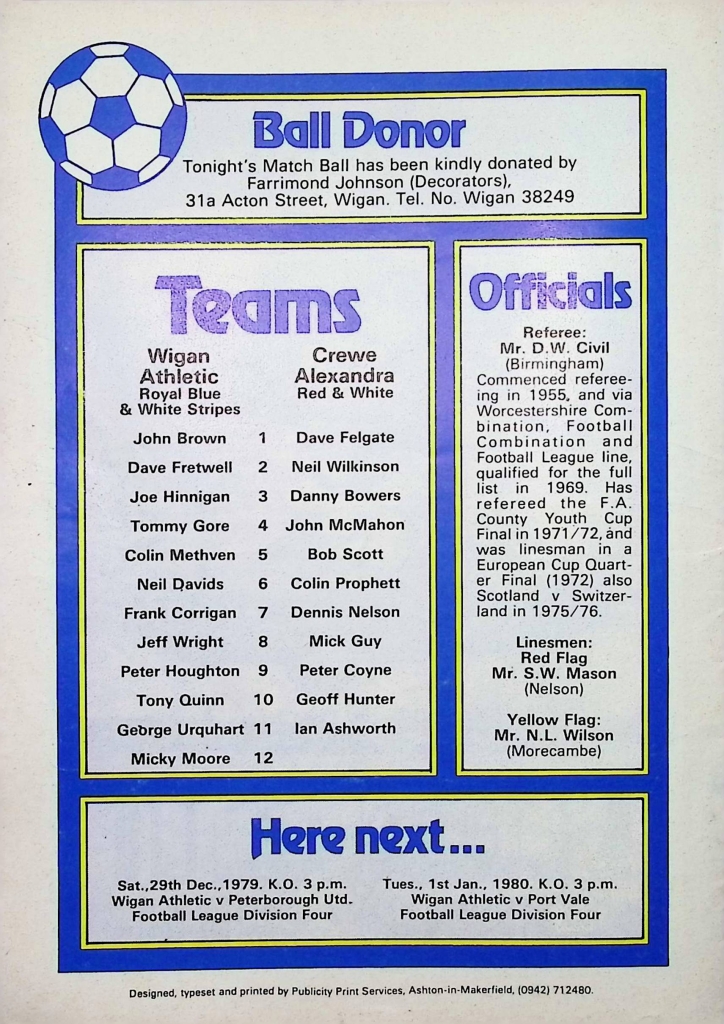 Ball Donor
Tonight's Match Ball has been kindly donated by
Farrimond Johnson (Decorators),
31a Acton Street, Wigan. Tel. No. Wigan 38249
Teams
Wigan Athletic
Royal Blue
& White Stripes
Crewe Alexandra
Red & White
John Brown 1 Dave Felgate
Dave Fretwell 2 Neil Wilkinson
Joe Hinnigan 3 Danny Bowers
Tommy Gore 4 John McMahon
Colin Methven 5 Bob Scott
Neil Davids 6 Colin Prophett
Frank Corrigan 7 Dennis Nelson
Jeff Wright 8 Mick Guy
Peter Houghton 9 Peter Coyne
Tony Quinn 10 Geoff Hunter
George Urquhart 11 Ian Ashworth
Micky Moore 12
Officials
Referee:
Mr. D.W. Civil
(Birmingham)
Commenced referee-
ing in 1955, and via
Worcestershire Com-
bination, Football
Combination and
Football League line,
qualified for the full
list in 1969. Has
refereed the F.A.
County Youth Cup
Final in 1971/72, and
was linesman in a
European Cup Quart-
er Final (1972) also
Scotland v Switzer-
land in 1975/76.
Linesmen:
Red Flag
Mr. S.W. Mason
(Nelson)
Yellow Flag:
Mr. N.L. Wilson
(Morecambe)
Here next...
Sat.,29th Dec.,1979. K.O. 3 p.m.
Wigan Athletic v Peterborough Utd.
Football League Division Four
Tues., 1st Jan., 1980. K.O. 3 p.m.
Wigan Athletic v Port Vale
Football League Division Four
Designed, typeset and printed by Publicity Print Services, Ashton-in-Makerfield, (0942) 712480.